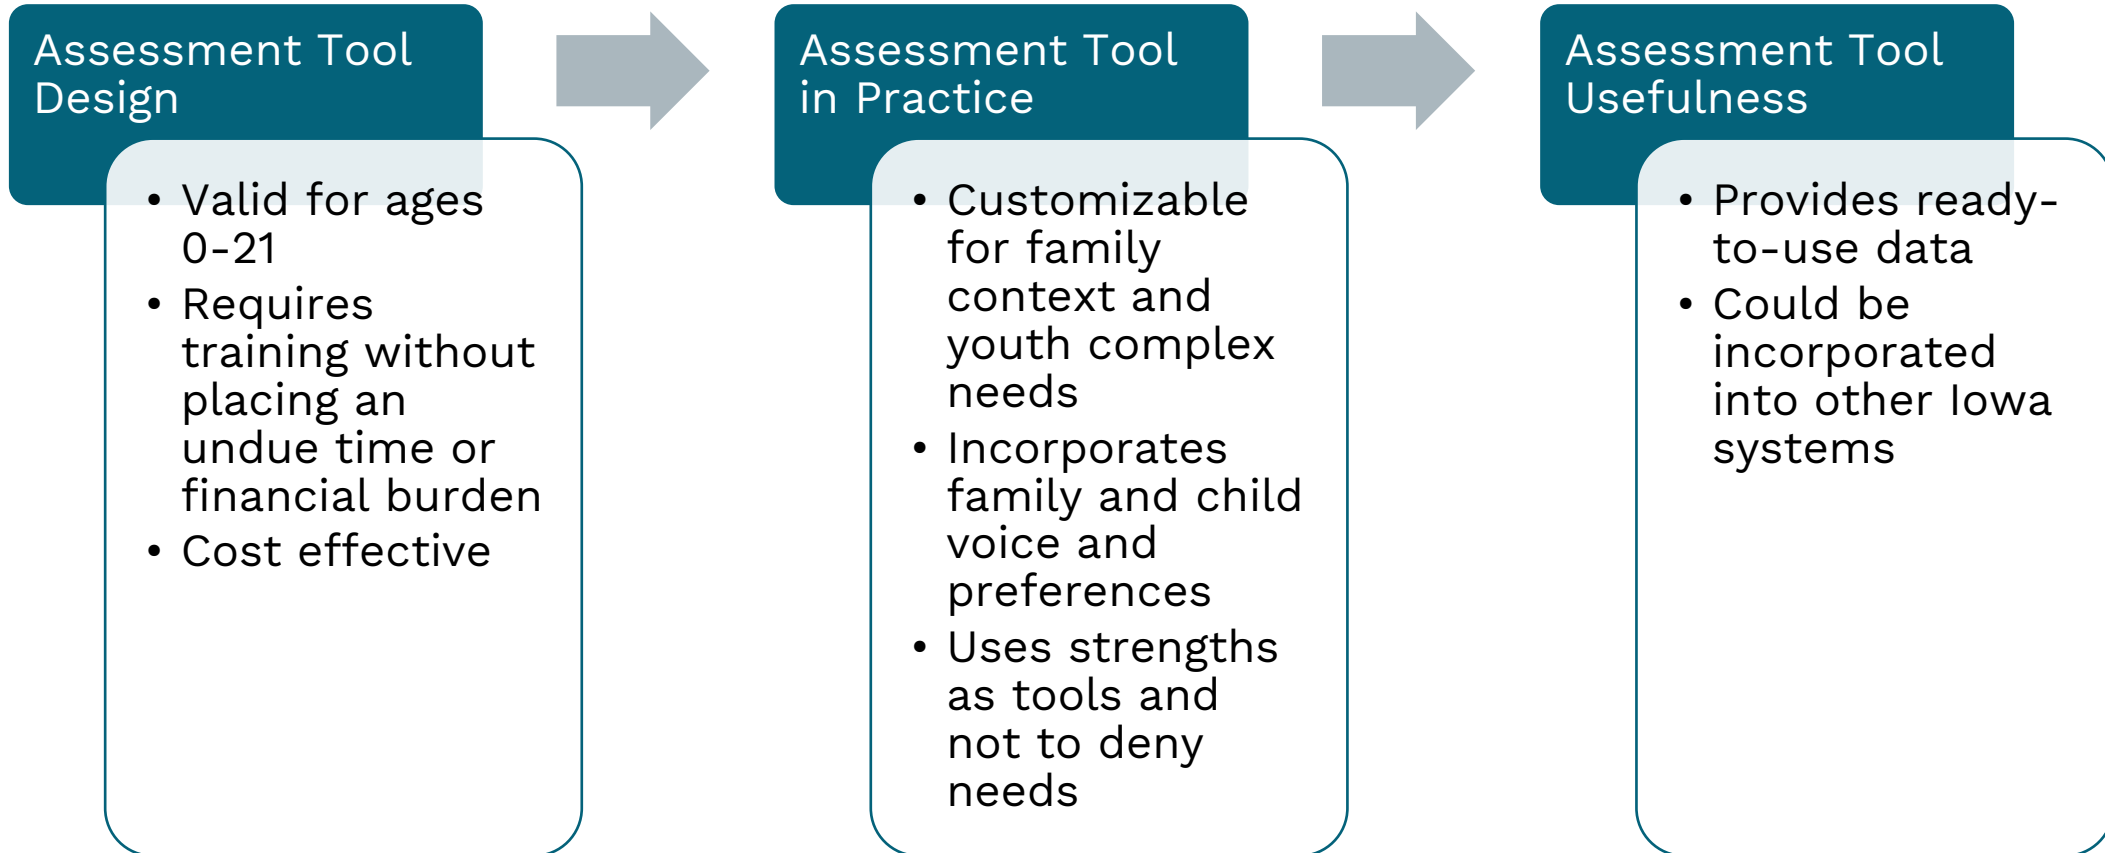 Assessment Tool
Design
• Valid for ages
0-21
• Requires
training without
placing an
undue time or
financial burden
• Cost effective
Assessment Tool
in Practice
• Customizable
for family
context and
youth complex
needs
• Incorporates
family and child
voice and
preferences
• Uses strengths
as tools and
not to deny
needs
Assessment Tool
Usefulness
• Provides ready-
to-use data
• Could be
incorporated
into other Iowa
systems